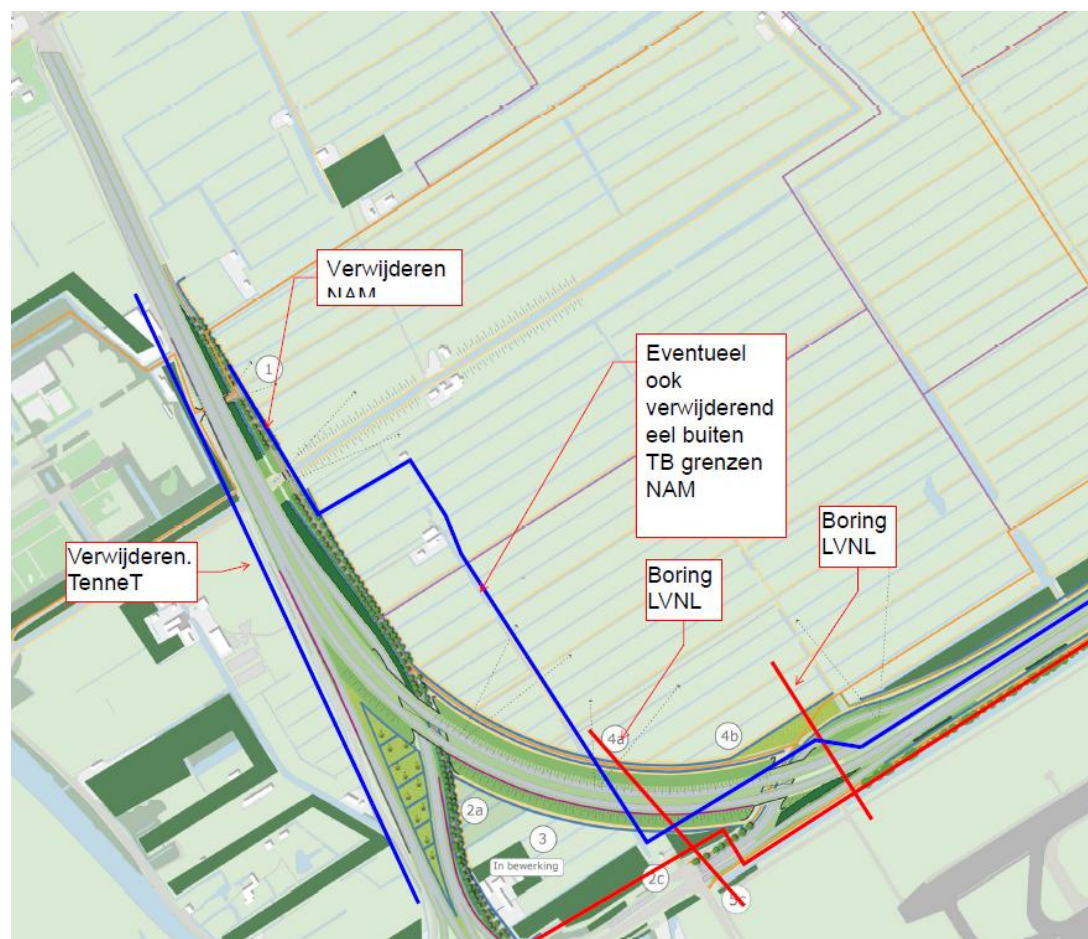 Verwijderen
NAM
1
Eventueel
ook
verwijderend
eel buiten
TB grenzen
NAM
Boring
LVNL
Boring
LVNL
Verwijderen.
TenneT
4a
4b
2a
3
In bewerking
2c
5c